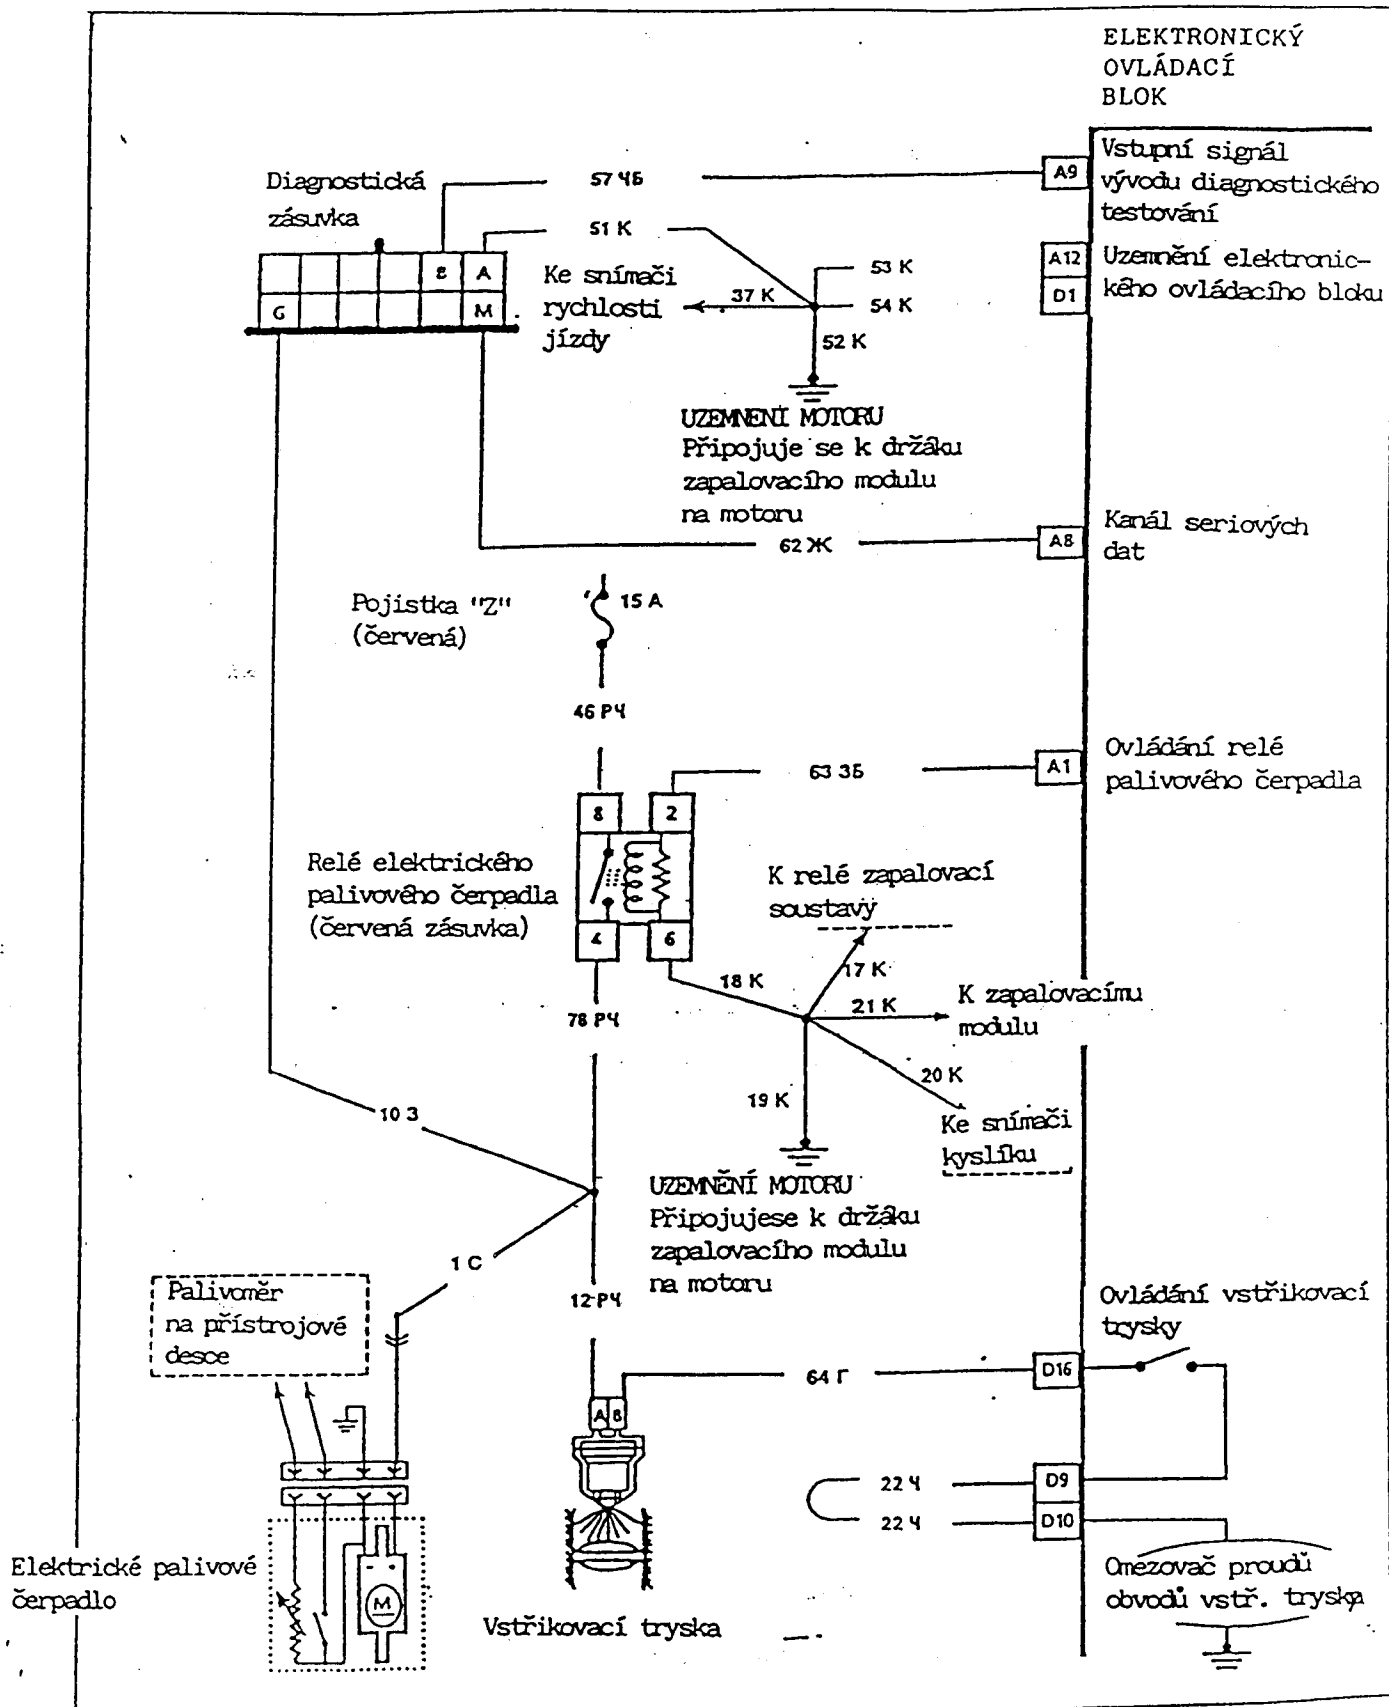 ELEKTRONICKÝ
OVLÁDACÍ
BLOK
Diagnostická
zásuvka
57 ЧБ
A9
Vstupní signál
vývodu diagnostického
testování
51 K
B A
G M
Ke snímači
rychlosti
jízdy
37 K
53 K
54 K
52 K
A12
D1
Uzemnění elektronic-
kého ovládacího bloku
UZEMNENI MOTORU
Připojuje se k držáku
zapalovacího modulu
na motoru
62 Ж
A8
Kanál seriových
dat
Pojistka "Z"
(červená)
15 A
46 РЧ
63 ЗБ
A1
Ovládání relé
palivového čerpadla
8 2
4 6
Relé elektrického
palivového čerpadla
(červená zásuvka)
K relé zapalovací
soustavy
18 K
17 K
21 K
K zapalovacímu
modulu
20 K
19 K
Ke snímači
kyslíku
78 РЧ
10 З
UZEMNĚNÍ MOTORU
Připojujese k držáku
zapalovacího modulu
na motoru
1 C
12 РЧ
Palivoměr
na přístrojové
desce
Ovládání vstřikovací
trysky
64 Г
D16
A B
22 Ч
D9
22 Ч
D10
Omezovač proudů
obvodů vstř. tryska
Elektrické palivové
čerpadlo
- +
M
Vstřikovací tryska